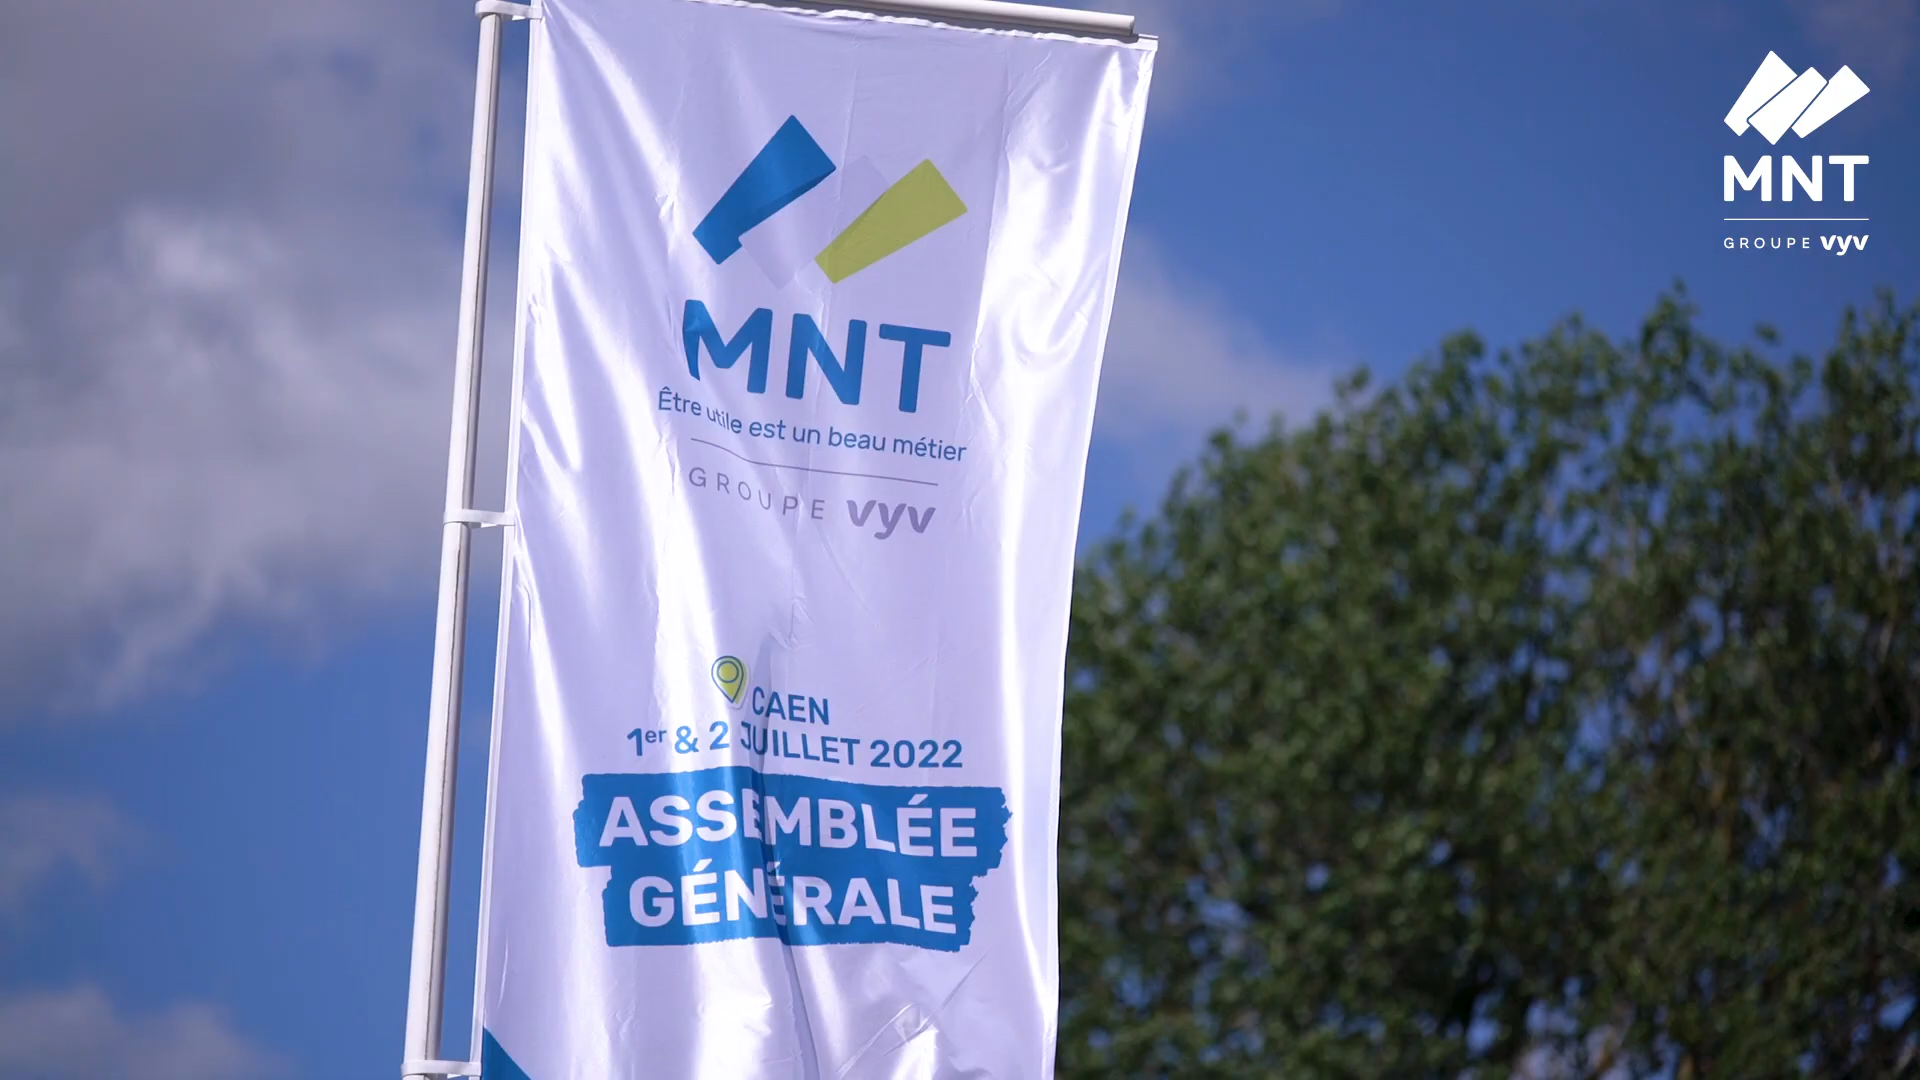 MNT
Être utile est un beau métier
GROUPE vyv
CAEN
1er & 2 JUILLET 2022
ASSEMBLÉE
GÉNÉRALE
MNT
GROUPE vyv